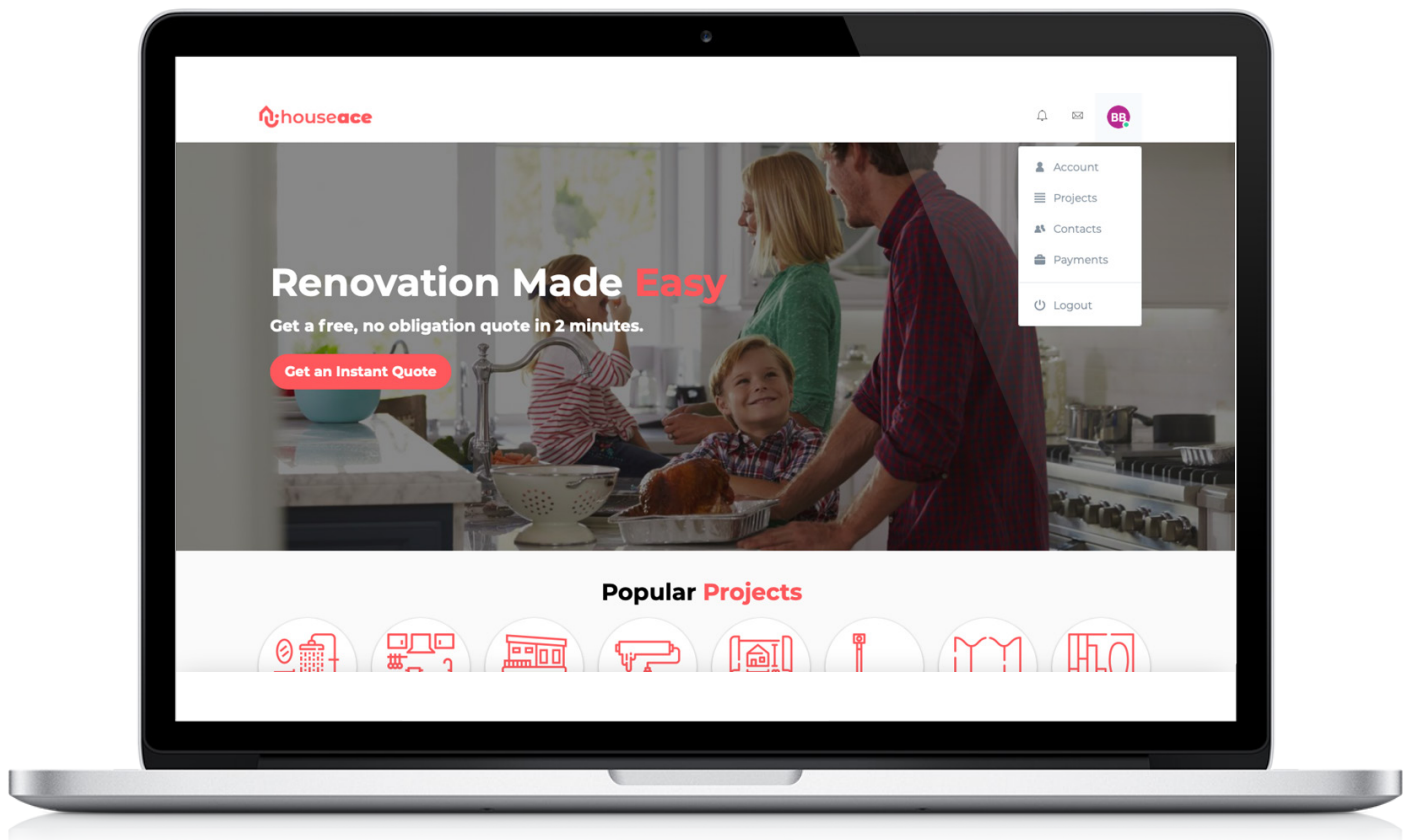 houseace
BB
Account
Projects
Contacts
Payments
Logout
Renovation Made Easy
Get a free, no obligation quote in 2 minutes.
Get an Instant Quote
Popular Projects